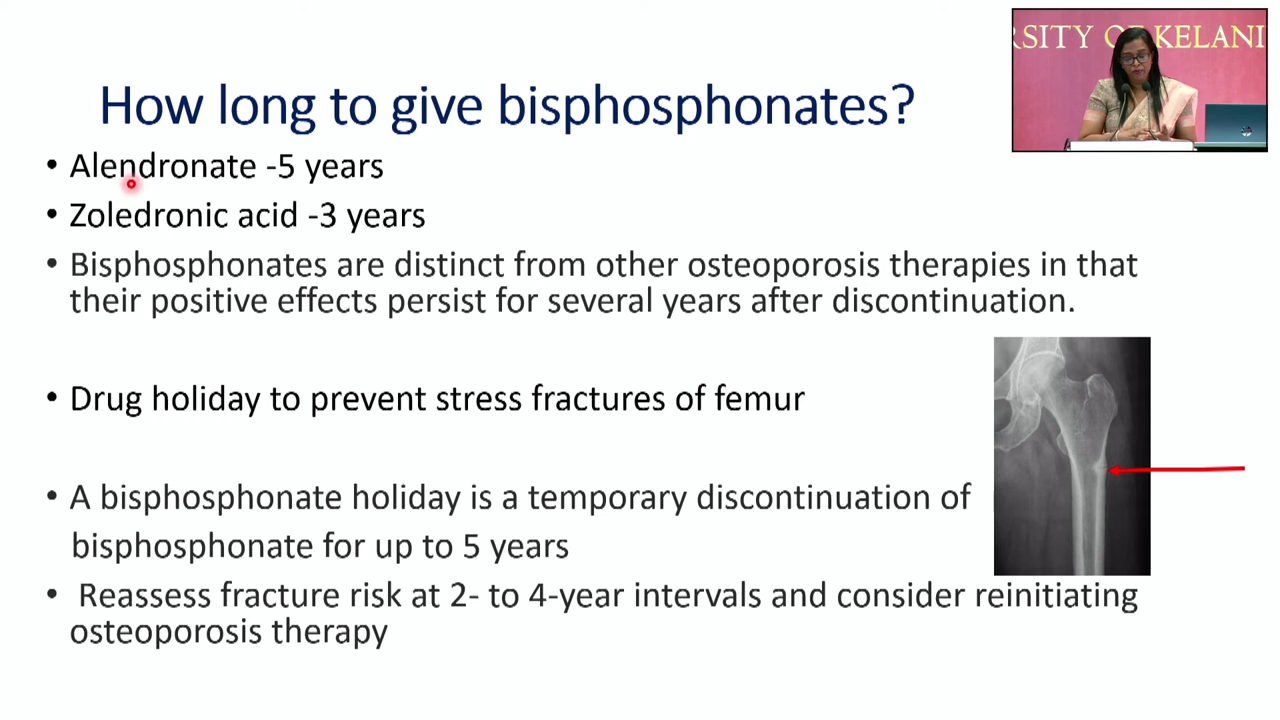 RSITY OF KELANI
How long to give bisphosphonates?
• Alendronate -5 years
• Zoledronic acid -3 years
• Bisphosphonates are distinct from other osteoporosis therapies in that
their positive effects persist for several years after discontinuation.
• Drug holiday to prevent stress fractures of femur
• A bisphosphonate holiday is a temporary discontinuation of
bisphosphonate for up to 5 years
• Reassess fracture risk at 2- to 4-year intervals and consider reinitiating
osteoporosis therapy